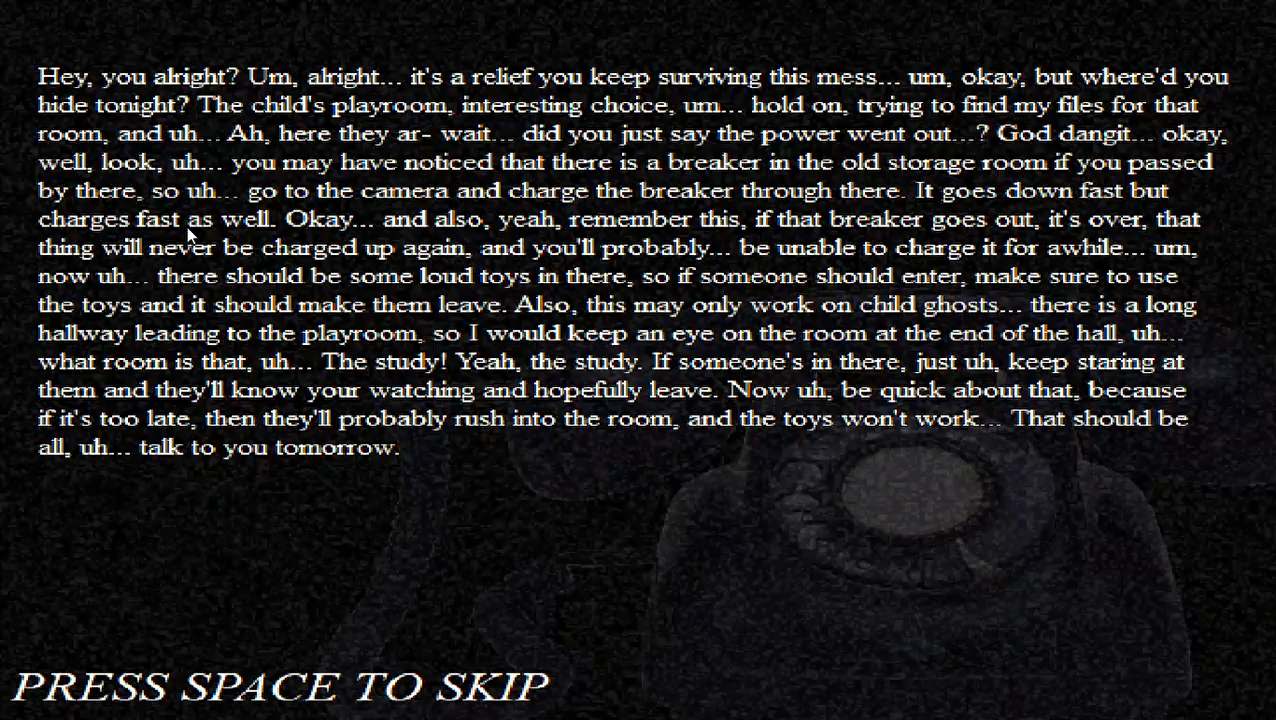 Hey, you alright? Um, alright... it's a relief you keep surviving this mess... um, okay, but where'd you
hide tonight? The child's playroom, interesting choice, um... hold on, trying to find my files for that
room, and uh... Ah, here they ar- wait... did you just say the power went out...? God dangit... okay,
well, look, uh... you may have noticed that there is a breaker in the old storage room if you passed
by there, so uh... go to the camera and charge the breaker through there. It goes down fast but
charges fast as well. Okay... and also, yeah, remember this, if that breaker goes out, it's over, that
thing will never be charged up again, and you'll probably... be unable to charge it for awhile... um,
now uh... there should be some loud toys in there, so if someone should enter, make sure to use
the toys and it should make them leave. Also, this may only work on child ghosts... there is a long
hallway leading to the playroom, so I would keep an eye on the room at the end of the hall, uh...
what room is that, uh... The study! Yeah, the study. If someone's in there, just uh, keep staring at
them and they'll know your watching and hopefully leave. Now uh, be quick about that, because
if it's too late, then they'll probably rush into the room, and the toys won't work... That should be
all, uh... talk to you tomorrow.
PRESS SPACE TO SKIP